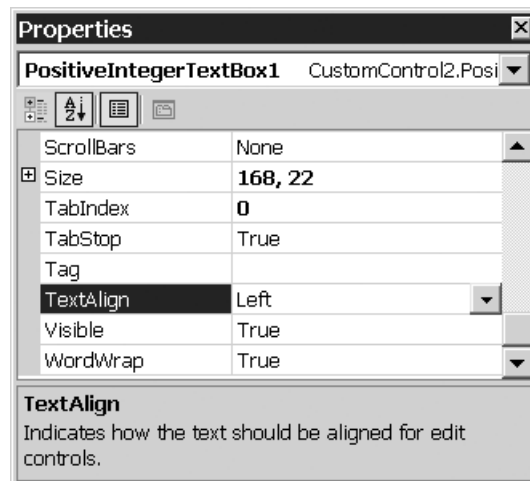 Properties
PositiveIntegerTextBox1 CustomControl2.Posi
ScrollBars None
Size 168, 22
TabIndex 0
TabStop True
Tag
TextAlign Left
Visible True
WordWrap True
TextAlign
Indicates how the text should be aligned for edit
controls.